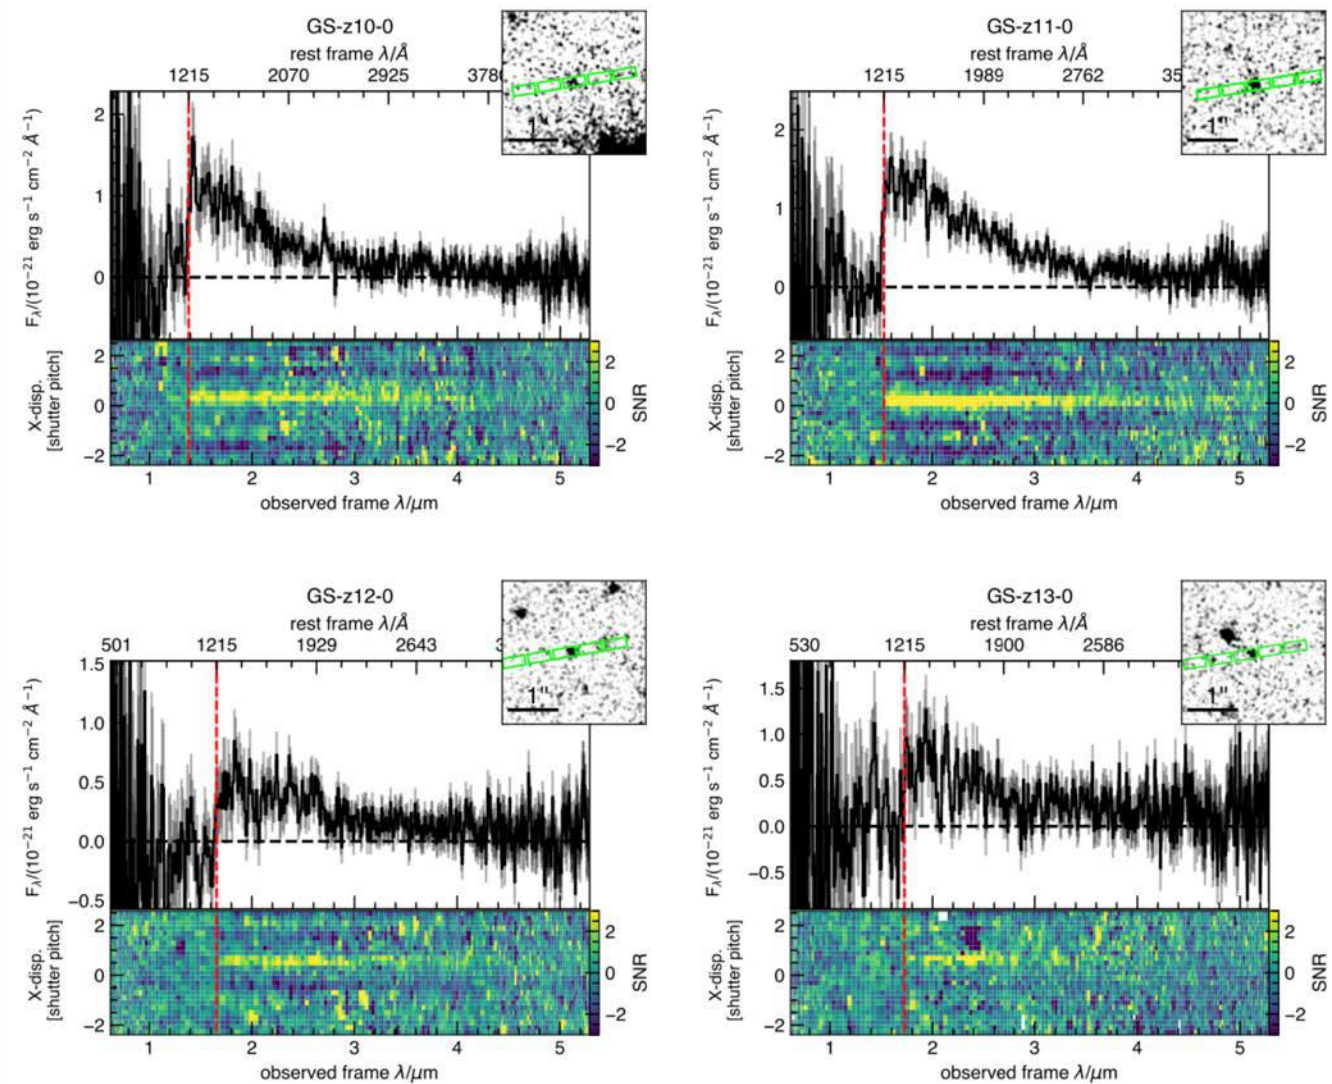 GS-z10-0
rest frame λ/Å
1215 2070 2925 3780
1"
F_λ/(10⁻²¹ erg s⁻¹ cm⁻² Å⁻¹)
2
1
0
X-disp.
[shutter pitch]
2
0
−2
2
0
−2
SNR
1 2 3 4 5
observed frame λ/μm
GS-z11-0
rest frame λ/Å
1215 1989 2762 35
1"
F_λ/(10⁻²¹ erg s⁻¹ cm⁻² Å⁻¹)
2
1
0
X-disp.
[shutter pitch]
2
0
−2
2
0
−2
SNR
1 2 3 4 5
observed frame λ/μm
GS-z12-0
rest frame λ/Å
501 1215 1929 2643 3
1"
F_λ/(10⁻²¹ erg s⁻¹ cm⁻² Å⁻¹)
1.5
1.0
0.5
0.0
−0.5
X-disp.
[shutter pitch]
2
0
−2
2
0
−2
SNR
1 2 3 4 5
observed frame λ/μm
GS-z13-0
rest frame λ/Å
530 1215 1900 2586
1"
F_λ/(10⁻²¹ erg s⁻¹ cm⁻² Å⁻¹)
1.5
1.0
0.5
0.0
−0.5
X-disp.
[shutter pitch]
2
0
−2
2
0
−2
SNR
1 2 3 4 5
observed frame λ/μm